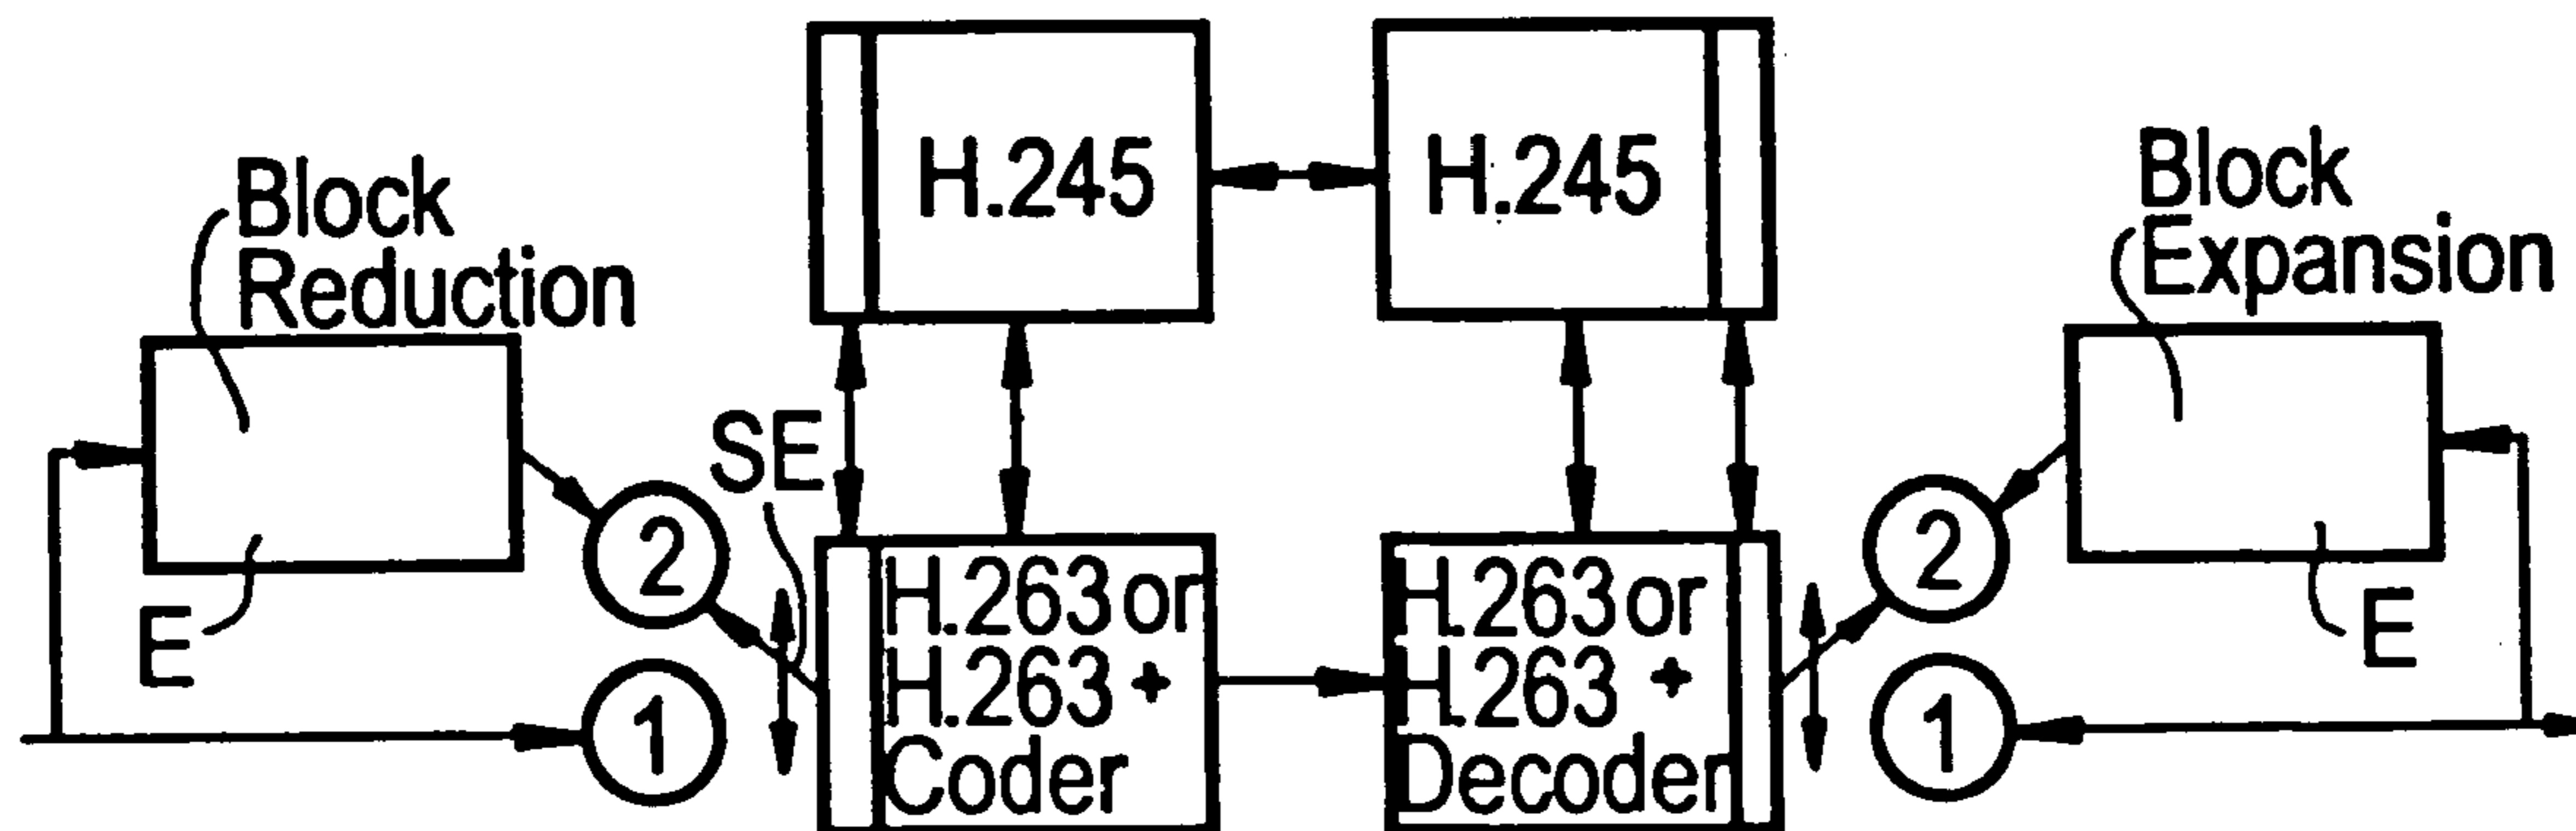 Block
Reduction
E
2
1
SE
H.245
H.245
H.263 or
H.263 +
Coder
H.263 or
H.263 +
Decoder
Block
Expansion
E
2
1